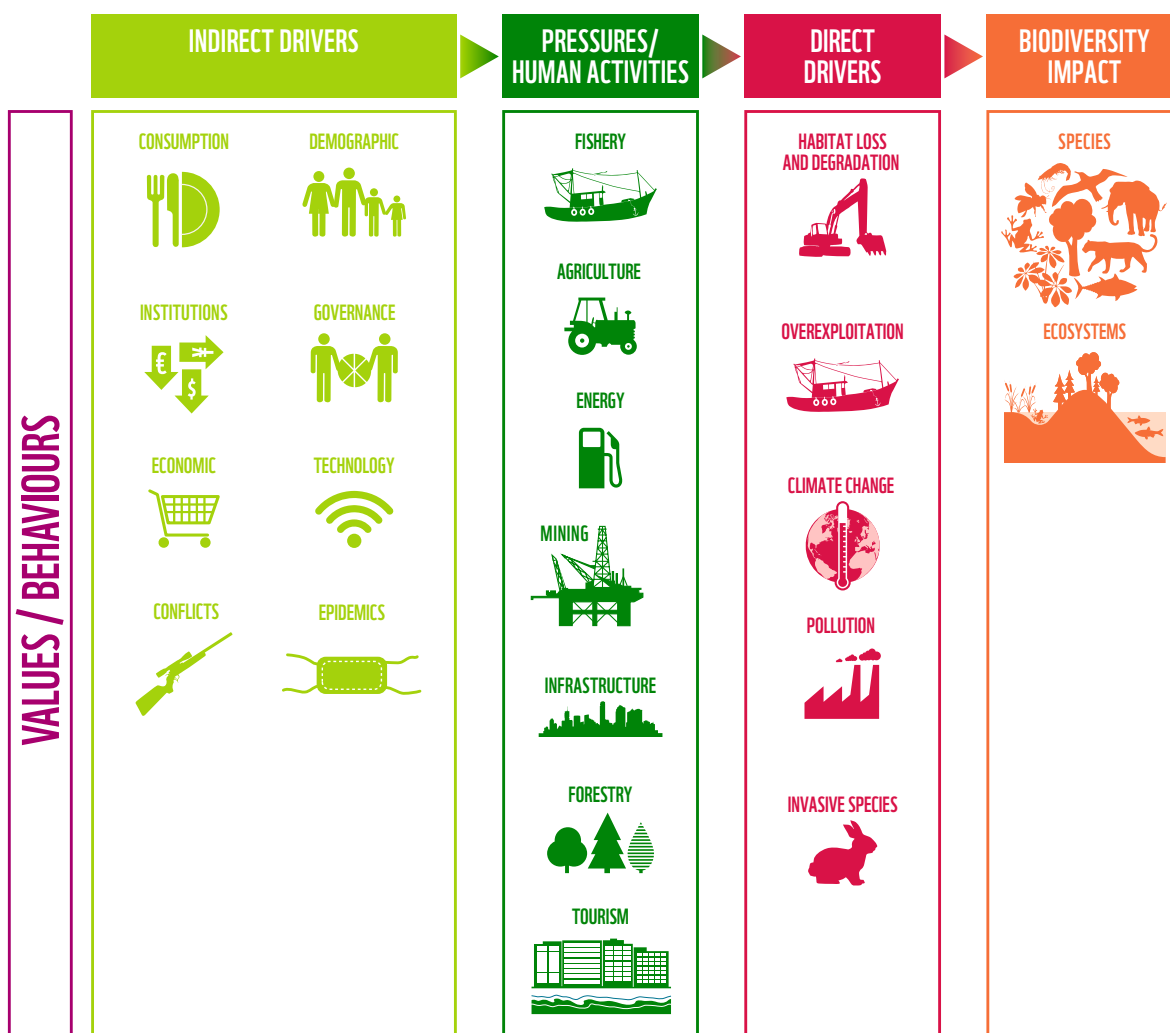 INDIRECT DRIVERS
PRESSURES/
HUMAN ACTIVITIES
DIRECT
DRIVERS
BIODIVERSITY
IMPACT
VALUES / BEHAVIOURS
CONSUMPTION
DEMOGRAPHIC
INSTITUTIONS
GOVERNANCE
€
¥
$
ECONOMIC
TECHNOLOGY
CONFLICTS
EPIDEMICS
FISHERY
AGRICULTURE
ENERGY
MINING
INFRASTRUCTURE
FORESTRY
TOURISM
HABITAT LOSS
AND DEGRADATION
OVEREXPLOITATION
CLIMATE CHANGE
POLLUTION
INVASIVE SPECIES
SPECIES
ECOSYSTEMS